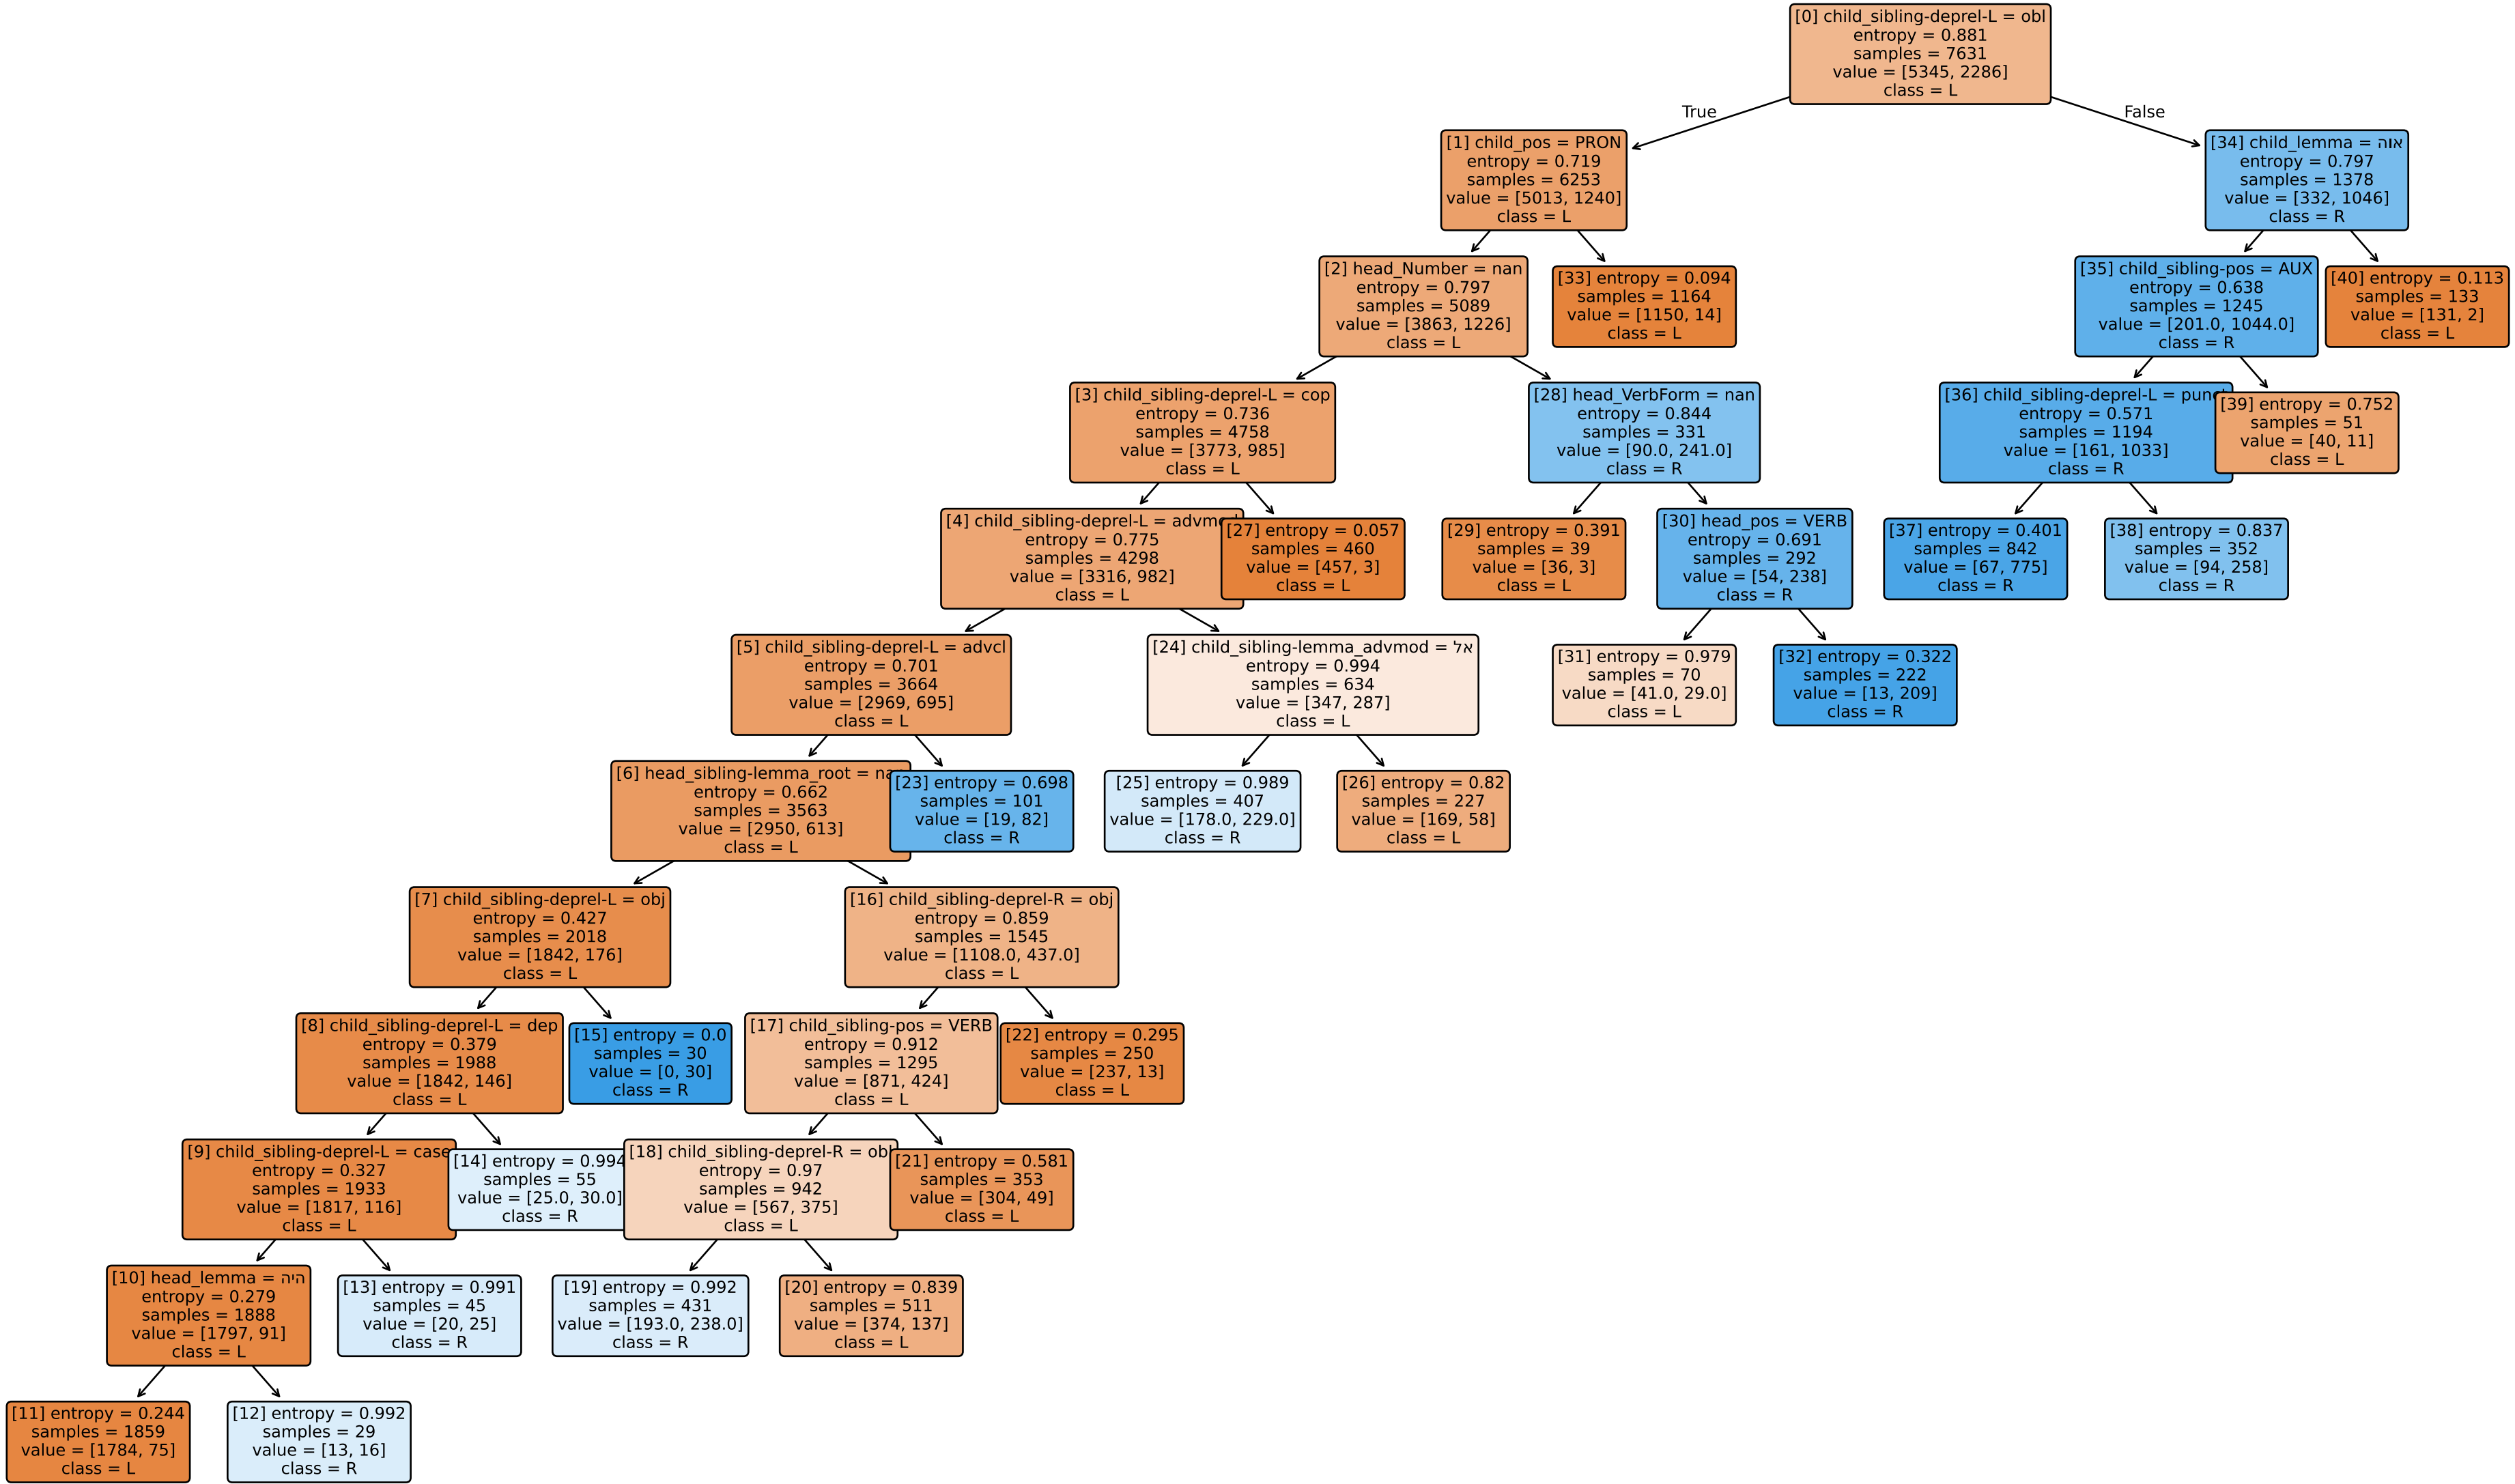 [0] child_sibling-deprel-L = obl
entropy = 0.881
samples = 7631
value = [5345, 2286]
class = L
True
False
[1] child_pos = PRON
entropy = 0.719
samples = 6253
value = [5013, 1240]
class = L
[34] child_lemma = אוה
entropy = 0.797
samples = 1378
value = [332, 1046]
class = R
[2] head_Number = nan
entropy = 0.797
samples = 5089
value = [3863, 1226]
class = L
[33] entropy = 0.094
samples = 1164
value = [1150, 14]
class = L
[35] child_sibling-pos = AUX
entropy = 0.638
samples = 1245
value = [201.0, 1044.0]
class = R
[40] entropy = 0.113
samples = 133
value = [131, 2]
class = L
[3] child_sibling-deprel-L = cop
entropy = 0.736
samples = 4758
value = [3773, 985]
class = L
[28] head_VerbForm = nan
entropy = 0.844
samples = 331
value = [90.0, 241.0]
class = R
[36] child_sibling-deprel-L = punct
entropy = 0.571
samples = 1194
value = [161, 1033]
class = R
[39] entropy = 0.752
samples = 51
value = [40, 11]
class = L
[4] child_sibling-deprel-L = advmod
entropy = 0.775
samples = 4298
value = [3316, 982]
class = L
[27] entropy = 0.057
samples = 460
value = [457, 3]
class = L
[29] entropy = 0.391
samples = 39
value = [36, 3]
class = L
[30] head_pos = VERB
entropy = 0.691
samples = 292
value = [54, 238]
class = R
[37] entropy = 0.401
samples = 842
value = [67, 775]
class = R
[38] entropy = 0.837
samples = 352
value = [94, 258]
class = R
[5] child_sibling-deprel-L = advcl
entropy = 0.701
samples = 3664
value = [2969, 695]
class = L
[24] child_sibling-lemma_advmod = אל
entropy = 0.994
samples = 634
value = [347, 287]
class = L
[31] entropy = 0.979
samples = 70
value = [41.0, 29.0]
class = L
[32] entropy = 0.322
samples = 222
value = [13, 209]
class = R
[6] head_sibling-lemma_root = nan
entropy = 0.662
samples = 3563
value = [2950, 613]
class = L
[23] entropy = 0.698
samples = 101
value = [19, 82]
class = R
[25] entropy = 0.989
samples = 407
value = [178.0, 229.0]
class = R
[26] entropy = 0.82
samples = 227
value = [169, 58]
class = L
[7] child_sibling-deprel-L = obj
entropy = 0.427
samples = 2018
value = [1842, 176]
class = L
[16] child_sibling-deprel-R = obj
entropy = 0.859
samples = 1545
value = [1108.0, 437.0]
class = L
[8] child_sibling-deprel-L = dep
entropy = 0.379
samples = 1988
value = [1842, 146]
class = L
[15] entropy = 0.0
samples = 30
value = [0, 30]
class = R
[17] child_sibling-pos = VERB
entropy = 0.912
samples = 1295
value = [871, 424]
class = L
[22] entropy = 0.295
samples = 250
value = [237, 13]
class = L
[9] child_sibling-deprel-L = case
entropy = 0.327
samples = 1933
value = [1817, 116]
class = L
[14] entropy = 0.994
samples = 55
value = [25.0, 30.0]
class = R
[18] child_sibling-deprel-R = obl
entropy = 0.97
samples = 942
value = [567, 375]
class = L
[21] entropy = 0.581
samples = 353
value = [304, 49]
class = L
[10] head_lemma = היה
entropy = 0.279
samples = 1888
value = [1797, 91]
class = L
[13] entropy = 0.991
samples = 45
value = [20, 25]
class = R
[19] entropy = 0.992
samples = 431
value = [193.0, 238.0]
class = R
[20] entropy = 0.839
samples = 511
value = [374, 137]
class = L
[11] entropy = 0.244
samples = 1859
value = [1784, 75]
class = L
[12] entropy = 0.992
samples = 29
value = [13, 16]
class = R